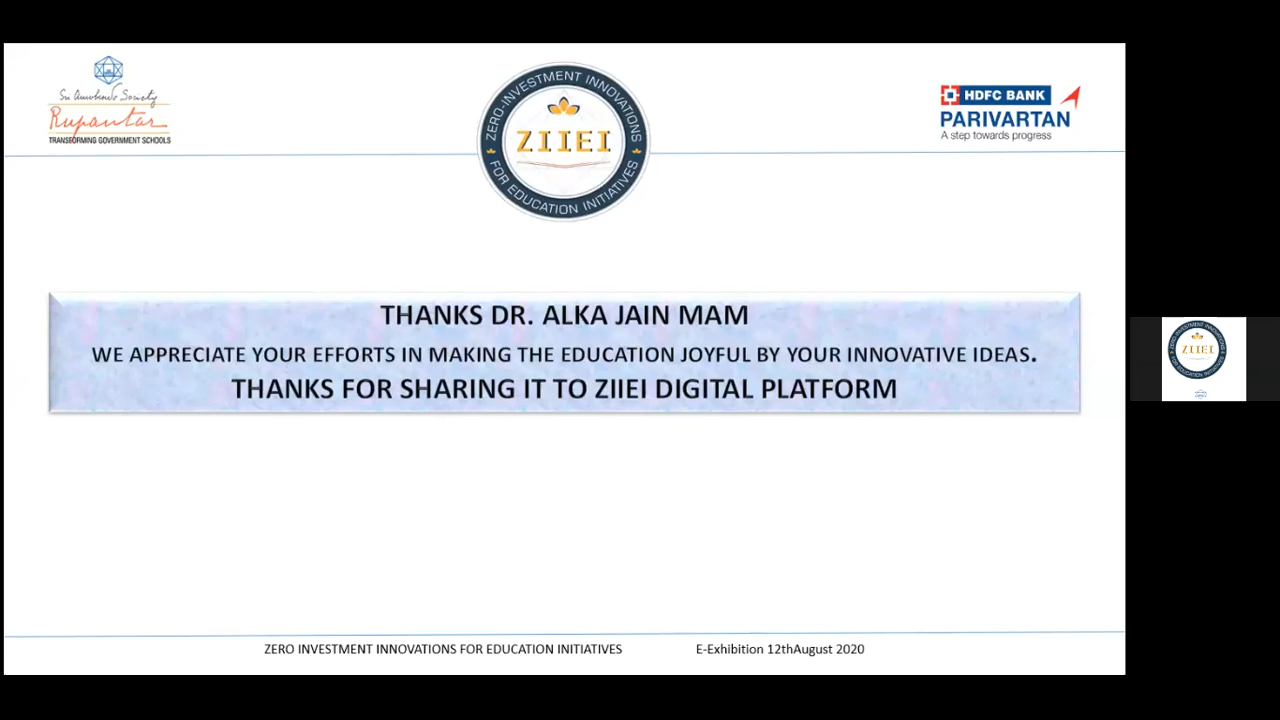 Sri Aurobindo Society
Rupantar
TRANSFORMING GOVERNMENT SCHOOLS
ZERO-INVESTMENT INNOVATIONS
ZIIEI
FOR EDUCATION INITIATIVES
HDFC BANK
PARIVARTAN
A step towards progress
THANKS DR. ALKA JAIN MAM
WE APPRECIATE YOUR EFFORTS IN MAKING THE EDUCATION JOYFUL BY YOUR INNOVATIVE IDEAS.
THANKS FOR SHARING IT TO ZIIEI DIGITAL PLATFORM
ZIIEI
ZERO INVESTMENT INNOVATIONS FOR EDUCATION INITIATIVES
E-Exhibition 12thAugust 2020